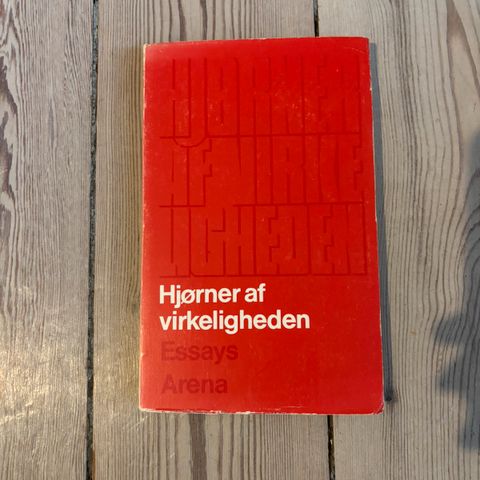 HJØRNER
AF VIRKE
LIGHEDEN
Hjørner af
virkeligheden
Essays
Arena